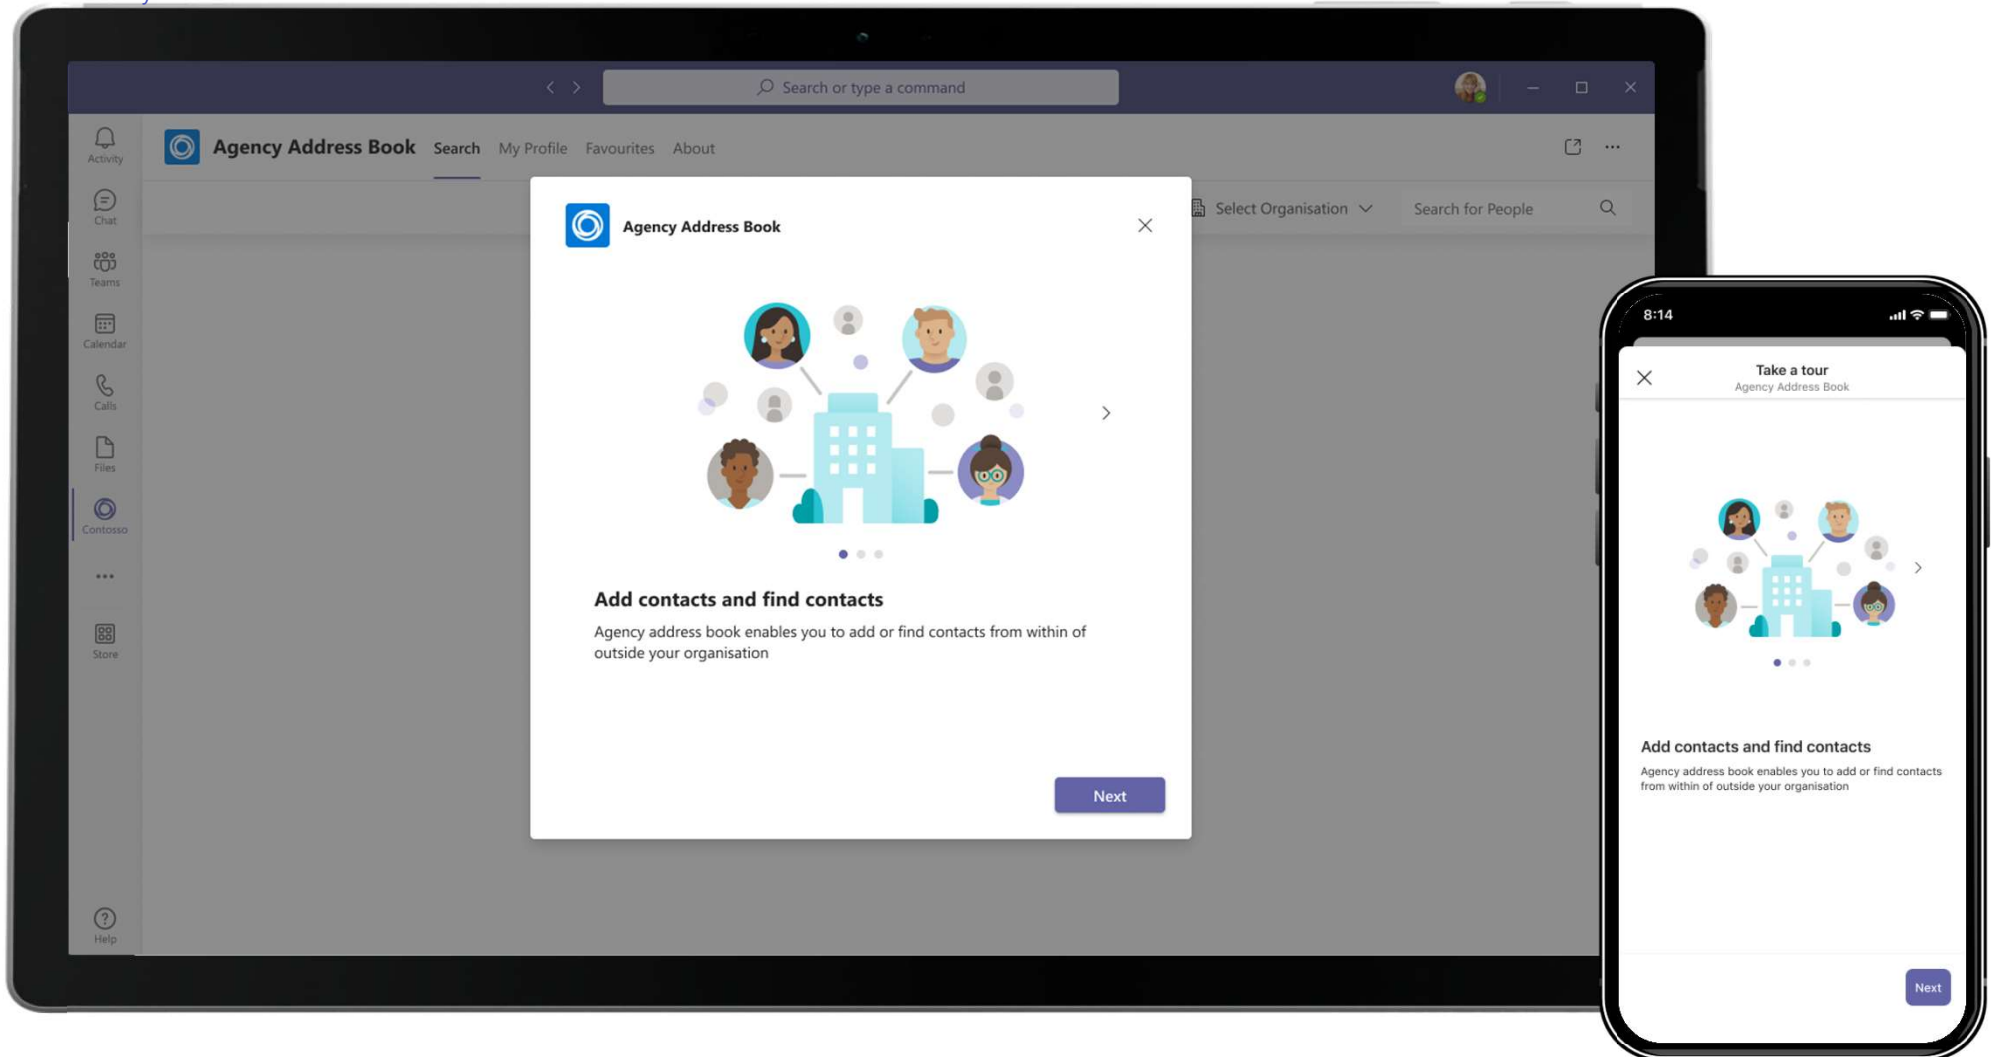 Search or type a command
Activity
Agency Address Book Search My Profile Favourites About
Chat
Select Organisation Search for People
Teams
Calendar
Calls
Files
Contosso
Store
Help
Agency Address Book
Add contacts and find contacts
Agency address book enables you to add or find contacts from within of
outside your organisation
Next
8:14
Take a tour
Agency Address Book
Add contacts and find contacts
Agency address book enables you to add or find contacts
from within of outside your organisation
Next